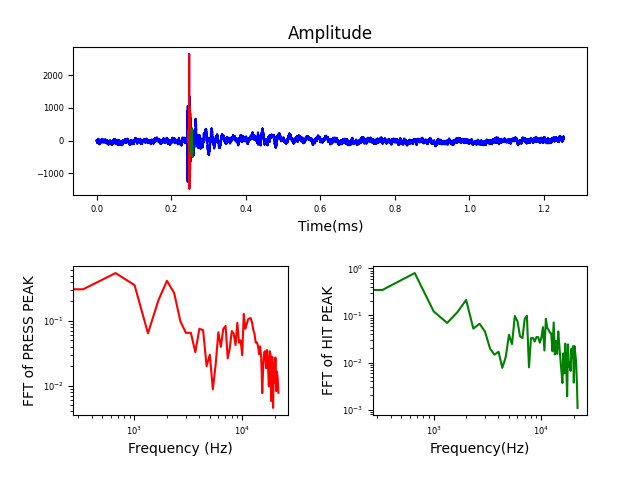 Amplitude
2000
1000
0
−1000
0.0 0.2 0.4 0.6 0.8 1.0 1.2
Time(ms)
FFT of PRESS PEAK
10⁻¹
10⁻²
10³ 10⁴
Frequency (Hz)
FFT of HIT PEAK
10⁰
10⁻¹
10⁻²
10⁻³
10³ 10⁴
Frequency(Hz)